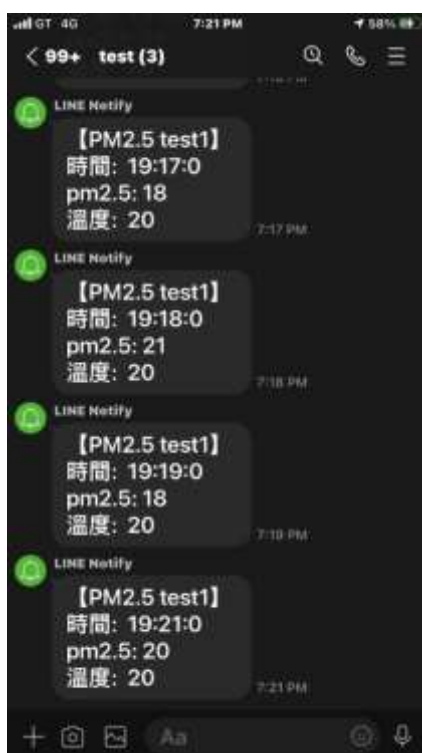 GT 4G 7:21 PM 58%
99+ test (3)
LINE Notify
【PM2.5 test1】
時間: 19:17:0
pm2.5: 18
溫度: 20
7:17 PM
LINE Notify
【PM2.5 test1】
時間: 19:18:0
pm2.5: 21
溫度: 20
7:18 PM
LINE Notify
【PM2.5 test1】
時間: 19:19:0
pm2.5: 18
溫度: 20
7:19 PM
LINE Notify
【PM2.5 test1】
時間: 19:21:0
pm2.5: 20
溫度: 20
7:21 PM
Aa